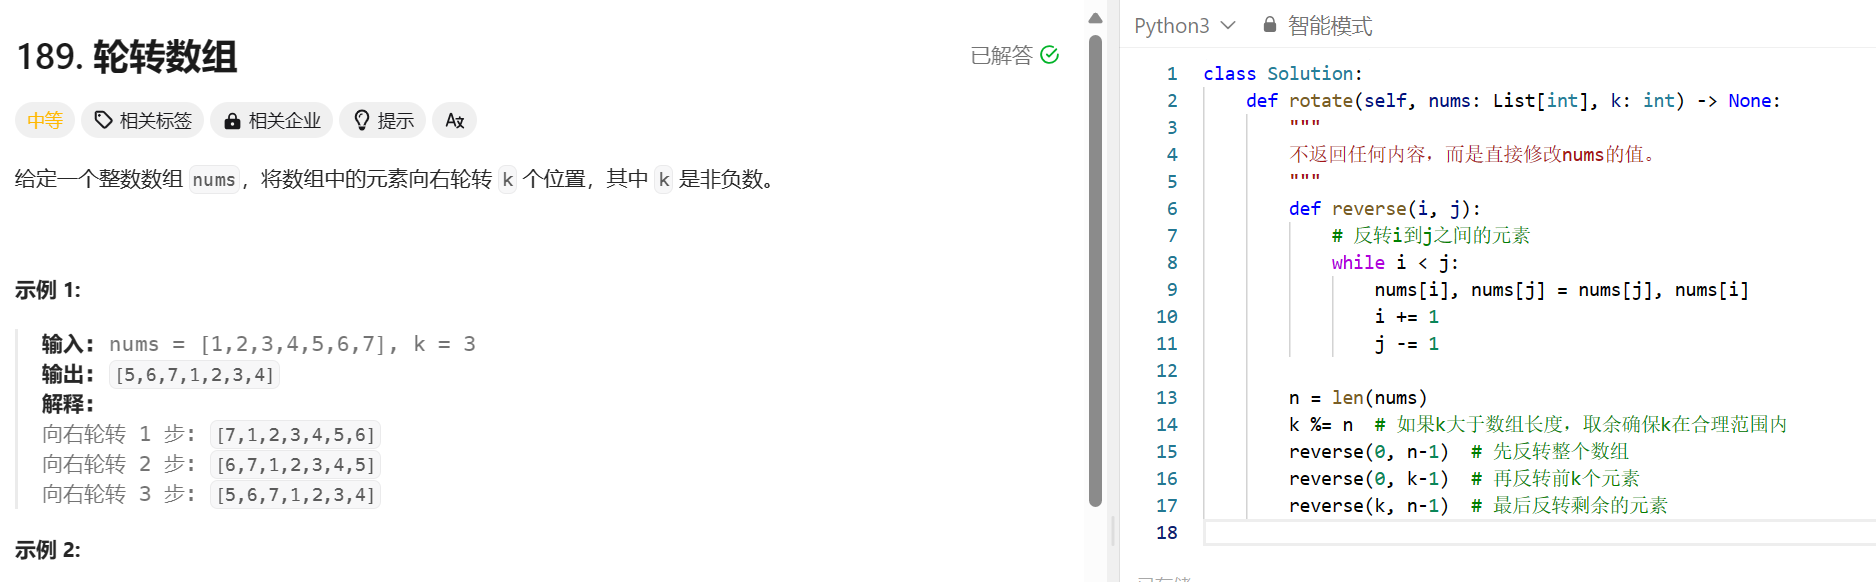 189. 轮转数组
已解答
中等
相关标签
相关企业
提示
给定一个整数数组 nums，将数组中的元素向右轮转 k 个位置，其中 k 是非负数。
示例 1:
输入: nums = [1,2,3,4,5,6,7], k = 3
输出: [5,6,7,1,2,3,4]
解释:
向右轮转 1 步: [7,1,2,3,4,5,6]
向右轮转 2 步: [6,7,1,2,3,4,5]
向右轮转 3 步: [5,6,7,1,2,3,4]
示例 2:
Python3
智能模式
1 class Solution:
2     def rotate(self, nums: List[int], k: int) -> None:
3         """
4         不返回任何内容，而是直接修改nums的值。
5         """
6         def reverse(i, j):
7             # 反转i到j之间的元素
8             while i < j:
9                 nums[i], nums[j] = nums[j], nums[i]
10                 i += 1
11                 j -= 1
12
13         n = len(nums)
14         k %= n  # 如果k大于数组长度，取余确保k在合理范围内
15         reverse(0, n-1)  # 先反转整个数组
16         reverse(0, k-1)  # 再反转前k个元素
17         reverse(k, n-1)  # 最后反转剩余的元素
18